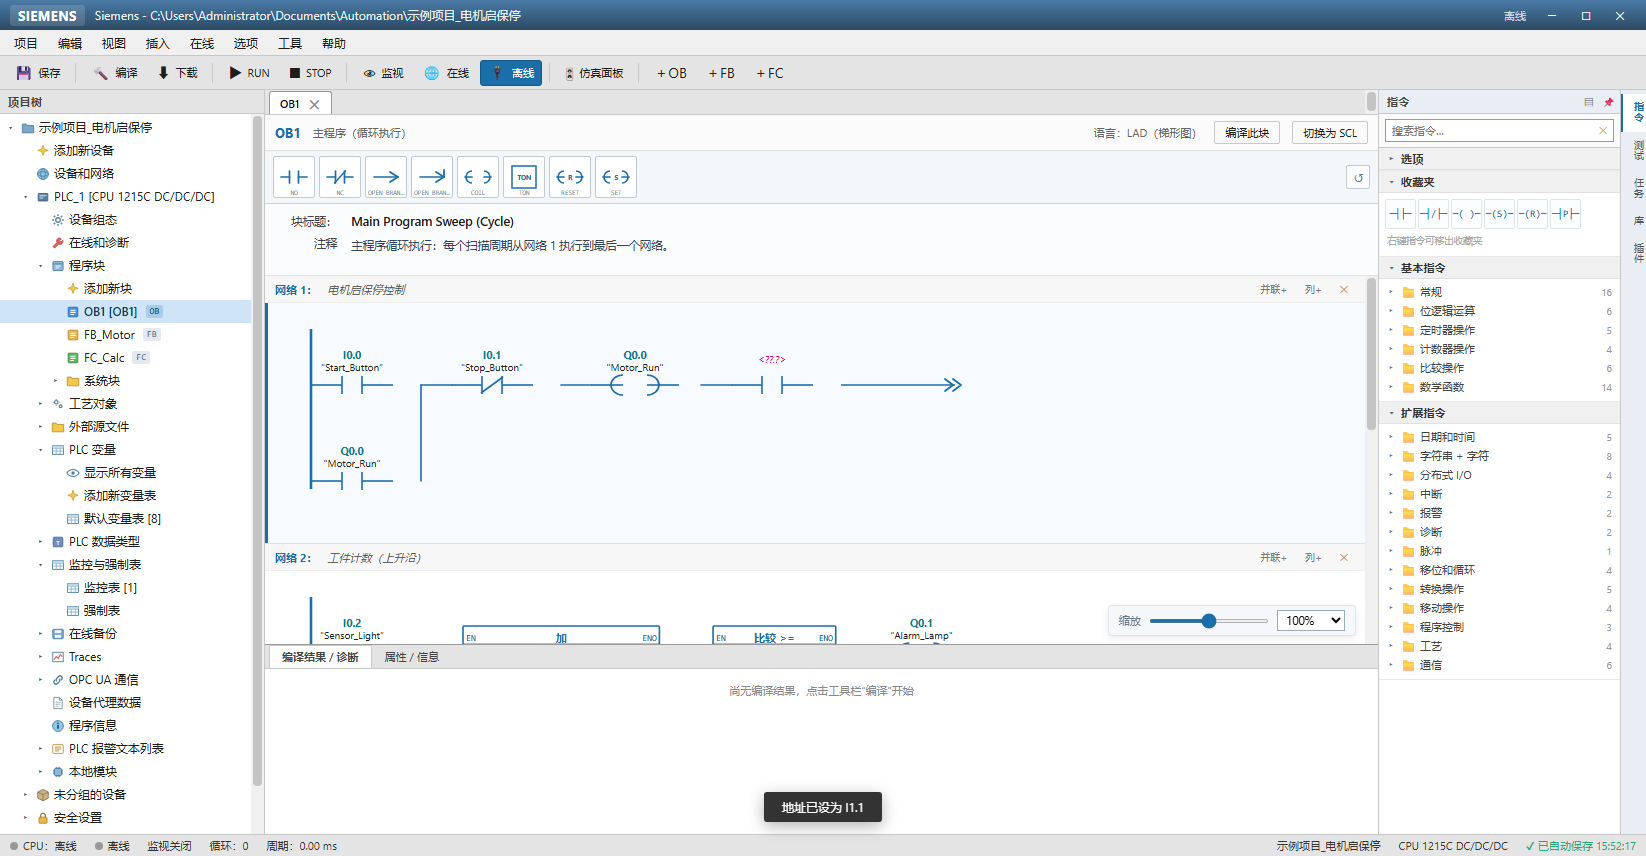 SIEMENS Siemens - C:\Users\Administrator\Documents\Automation\示例项目_电机启保停 离线
项目 编辑 视图 插入 在线 选项 工具 帮助
保存 编译 下载 RUN STOP 监视 在线 离线 仿真面板 + OB + FB + FC
项目树
示例项目_电机启保停
添加新设备
设备和网络
PLC_1 [CPU 1215C DC/DC/DC]
设备组态
在线和诊断
程序块
添加新块
OB1 [OB1] OB
FB_Motor FB
FC_Calc FC
系统块
工艺对象
外部源文件
PLC 变量
显示所有变量
添加新变量表
默认变量表 [8]
PLC 数据类型
监控与强制表
监控表 [1]
强制表
在线备份
Traces
OPC UA 通信
设备代理数据
程序信息
PLC 报警文本列表
本地模块
未分组的设备
安全设置
OB1
OB1 主程序（循环执行） 语言：LAD（梯形图） 编译此块 切换为 SCL
NO NC OPEN BRAN... OPEN BRAN... COIL TON TON R RESET S SET
块标题： Main Program Sweep (Cycle)
注释 主程序循环执行：每个扫描周期从网络 1 执行到最后一个网络。
网络 1： 电机启保停控制 并联+ 列+
I0.0 I0.1 Q0.0 <??.?>
"Start_Button" "Stop_Button" "Motor_Run"
Q0.0
"Motor_Run"
网络 2： 工件计数（上升沿） 并联+ 列+
I0.2 Q0.1
"Sensor_Light" EN 加 ENO EN 比较 >= ENO "Alarm_Lamp"
缩放 100%
编译结果 / 诊断 属性 / 信息
尚无编译结果，点击工具栏"编译"开始
地址已设为 I1.1
指令
搜索指令...
选项
收藏夹
右键指令可移出收藏夹
基本指令
常规 16
位逻辑运算 6
定时器操作 5
计数器操作 4
比较操作 6
数学函数 14
扩展指令
日期和时间 5
字符串 + 字符 8
分布式 I/O 4
中断 2
报警 2
诊断 2
脉冲 1
移位和循环 4
转换操作 5
移动操作 4
程序控制 3
工艺 4
通信 6
指令
测试
任务
库
插件
CPU：离线 离线 监视关闭 循环：0 周期：0.00 ms 示例项目_电机启保停 CPU 1215C DC/DC/DC ✓ 已自动保存 15:52:17